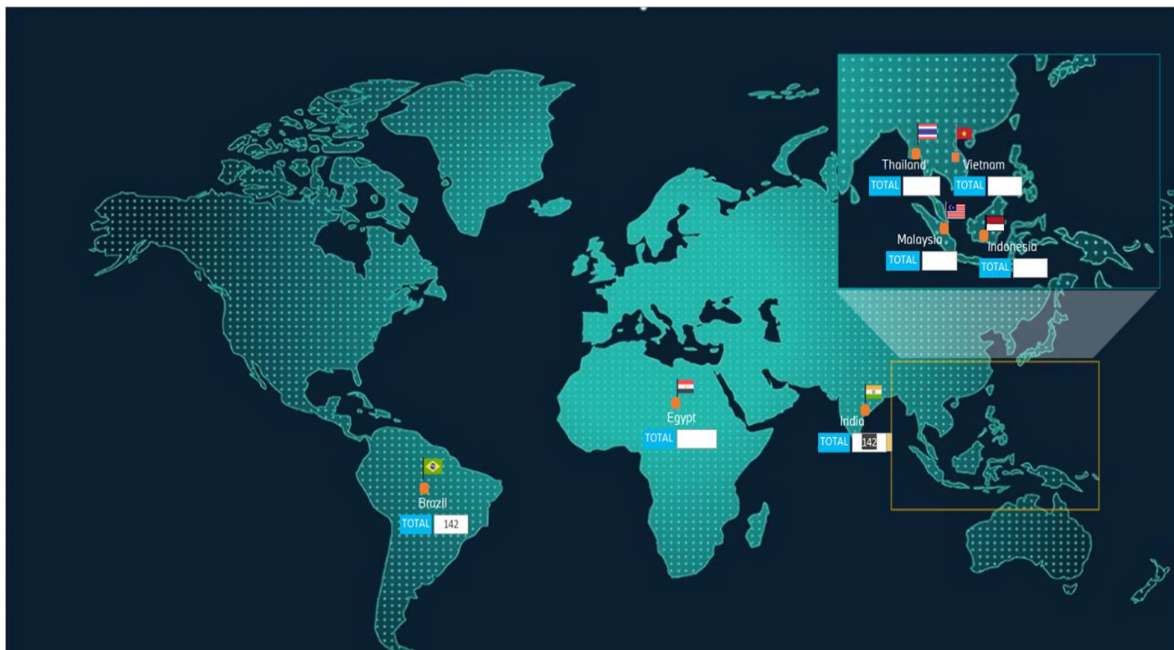 Thailand
TOTAL
Vietnam
TOTAL
Malaysia
TOTAL
Indonesia
TOTAL
Egypt
TOTAL
India
TOTAL 142
Brazil
TOTAL 142